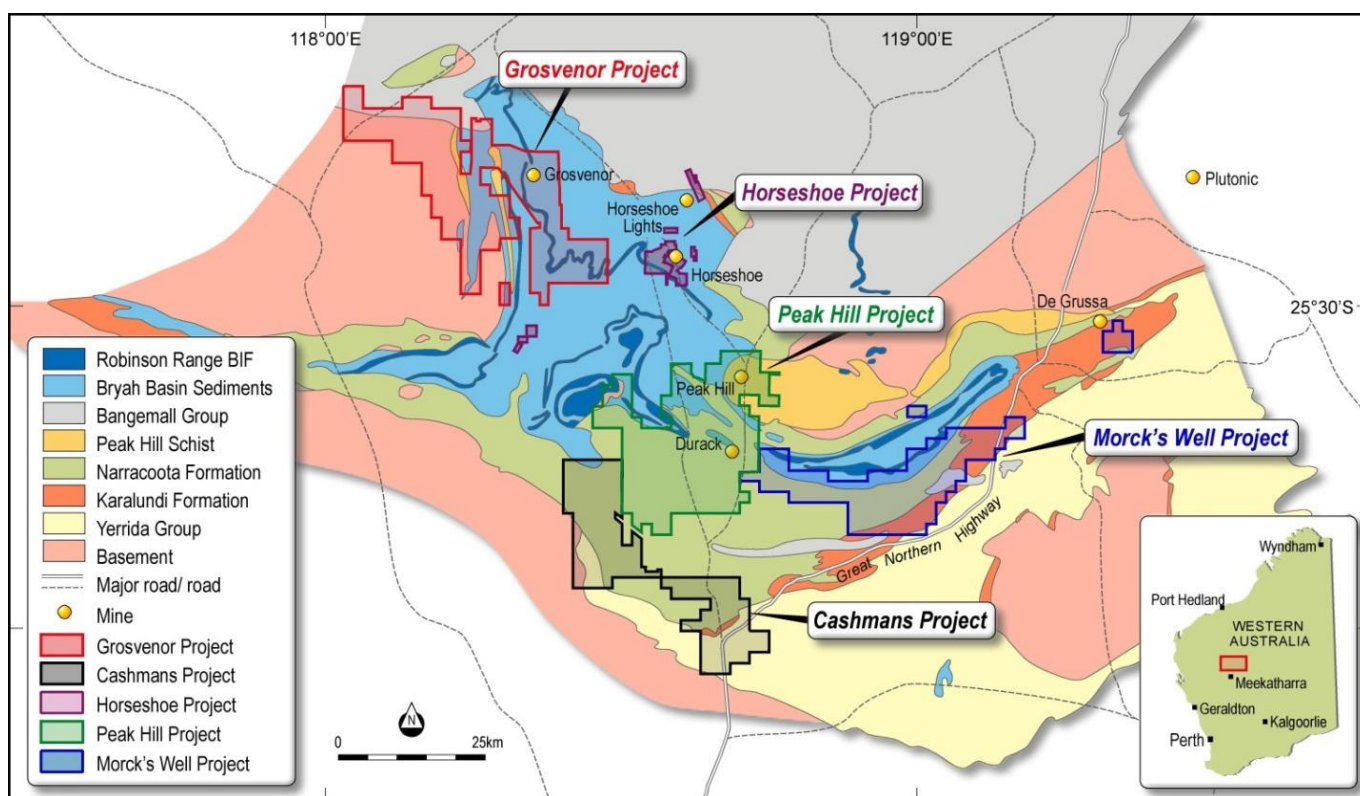 118°00'E
119°00'E
Grosvenor Project
Grosvenor
Plutonic
Horseshoe
Lights
Horseshoe Project
Horseshoe
Peak Hill Project
De Grussa
25°30'S
Peak Hill
Durack
Morck's Well Project
Great Northern Highway
Cashmans Project
Robinson Range BIF
Bryah Basin Sediments
Bangemall Group
Peak Hill Schist
Narracoota Formation
Karalundi Formation
Yerrida Group
Basement
Major road/ road
Mine
Grosvenor Project
Cashmans Project
Horseshoe Project
Peak Hill Project
Morck's Well Project
N
0 25km
Wyndham
Port Hedland
WESTERN
AUSTRALIA
Meekatharra
Geraldton
Kalgoorlie
Perth